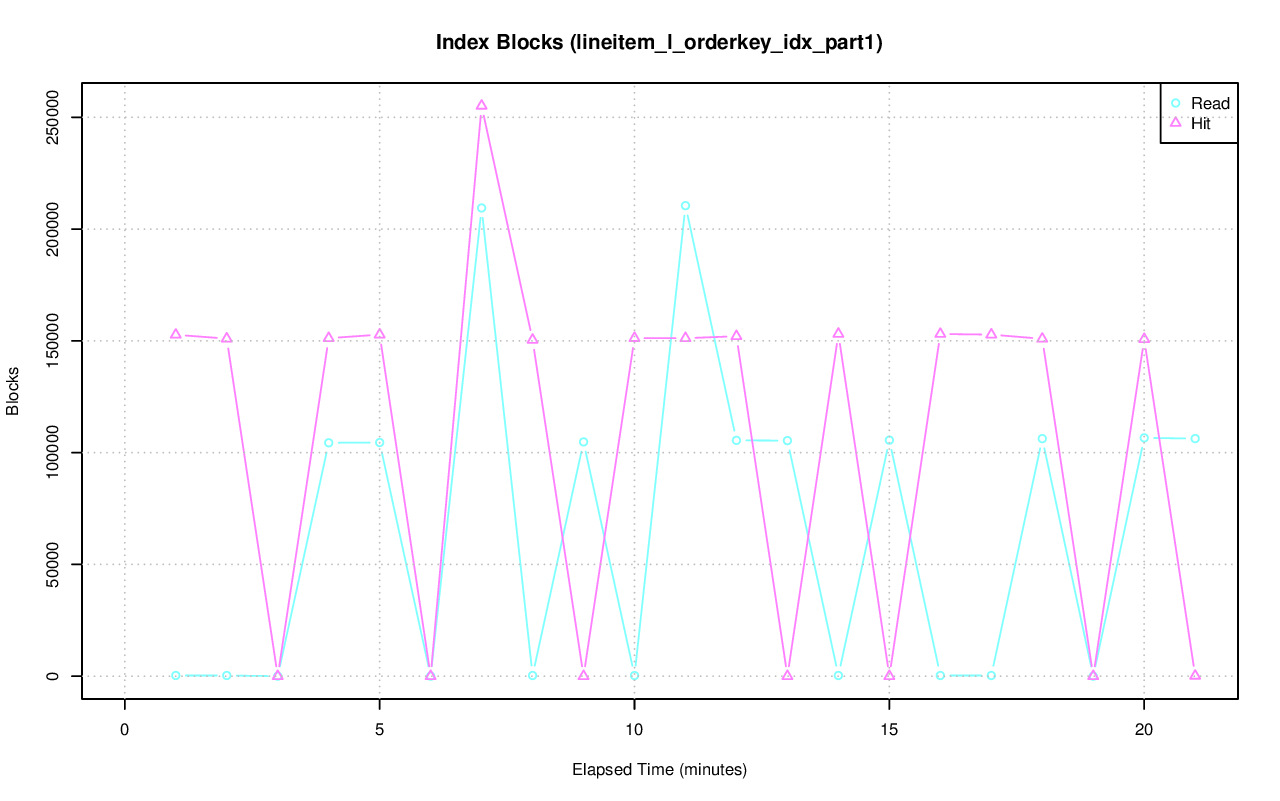 Index Blocks (lineitem_l_orderkey_idx_part1)
Read
Hit
250000
200000
150000
100000
50000
0
Blocks
0 5 10 15 20
Elapsed Time (minutes)